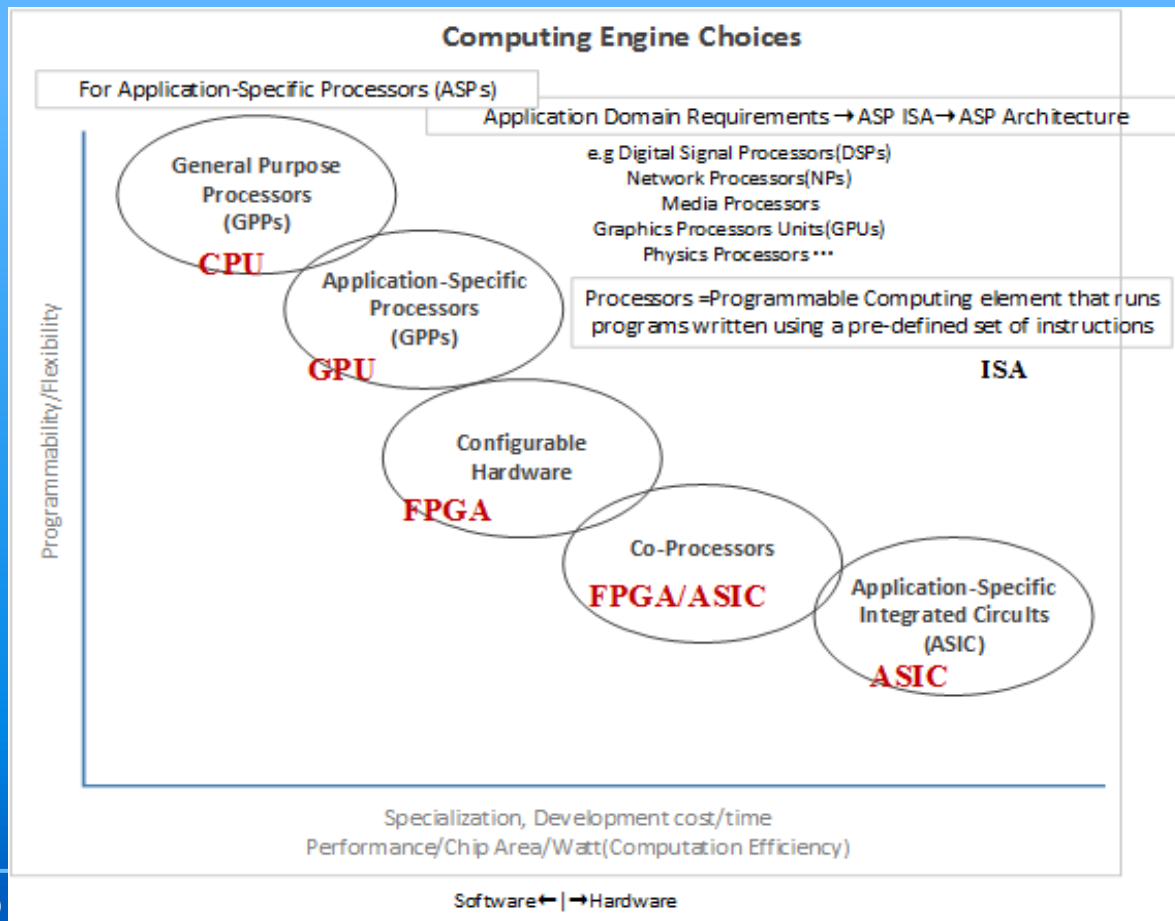 Computing Engine Choices
For Application-Specific Processors (ASPs)
Application Domain Requirements →ASP ISA→ASP Architecture
e.g Digital Signal Processors(DSPs)
Network Processors(NPs)
Media Processors
Graphics Processors Units(GPUs)
Physics Processors ···
General Purpose
Processors
(GPPs)
CPU
Application-Specific
Processors
(GPPs)
GPU
Processors =Programmable Computing element that runs
programs written using a pre-defined set of instructions
ISA
Programmability/Flexibility
Configurable
Hardware
FPGA
Co-Processors
FPGA/ASIC
Application-Specific
Integrated Circults
(ASIC)
ASIC
Specialization, Development cost/time
Performance/Chip Area/Watt(Computation Efficiency)
Software←|→Hardware